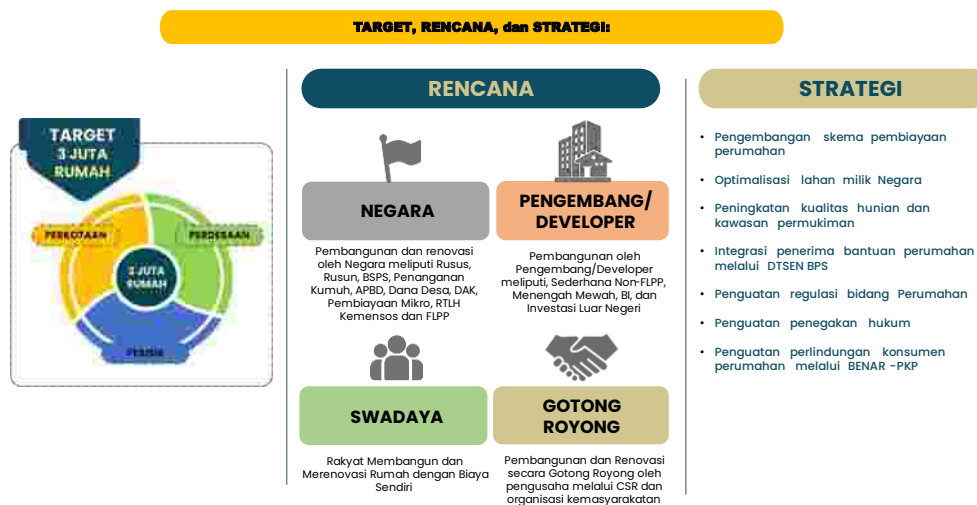 TARGET, RENCANA, dan STRATEGI:
TARGET
3 JUTA
RUMAH
PERKOTAAN
PERDESAAN
3 JUTA
RUMAH
PESISIR
RENCANA
NEGARA
Pembangunan dan renovasi
oleh Negara meliputi Rusus,
Rusun, BSPS, Penanganan
Kumuh, APBD, Dana Desa, DAK,
Pembiayaan Mikro, RTLH
Kemensos dan FLPP
PENGEMBANG/
DEVELOPER
Pembangunan oleh
Pengembang/Developer
meliputi, Sederhana Non-FLPP,
Menengah Mewah, BI, dan
Investasi Luar Negeri
SWADAYA
Rakyat Membangun dan
Merenovasi Rumah dengan Biaya
Sendiri
GOTONG
ROYONG
Pembangunan dan Renovasi
secara Gotong Royong oleh
pengusaha melalui CSR dan
organisasi kemasyarakatan
STRATEGI
• Pengembangan skema pembiayaan
perumahan
• Optimalisasi lahan milik Negara
• Peningkatan kualitas hunian dan
kawasan permukiman
• Integrasi penerima bantuan perumahan
melalui DTSEN BPS
• Penguatan regulasi bidang Perumahan
• Penguatan penegakan hukum
• Penguatan perlindungan konsumen
perumahan melalui BENAR -PKP